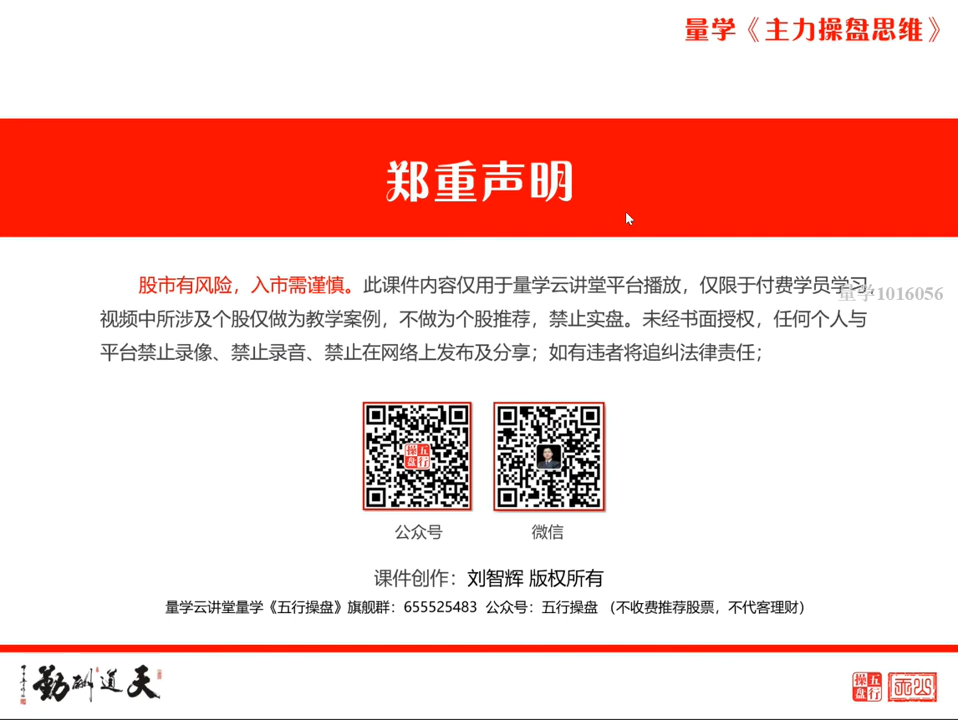 量学《主力操盘思维》
郑重声明
股市有风险，入市需谨慎。此课件内容仅用于量学云讲堂平台播放，仅限于付费学员学习，
量学1016056
视频中所涉及个股仅做为教学案例，不做为个股推荐，禁止实盘。未经书面授权，任何个人与
平台禁止录像、禁止录音、禁止在网络上发布及分享；如有违者将追纠法律责任；
操盘 五行
公众号
微信
课件创作：刘智辉 版权所有
量学云讲堂量学《五行操盘》旗舰群：655525483 公众号：五行操盘 （不收费推荐股票，不代客理财）
勤酬道天
操盘 五行